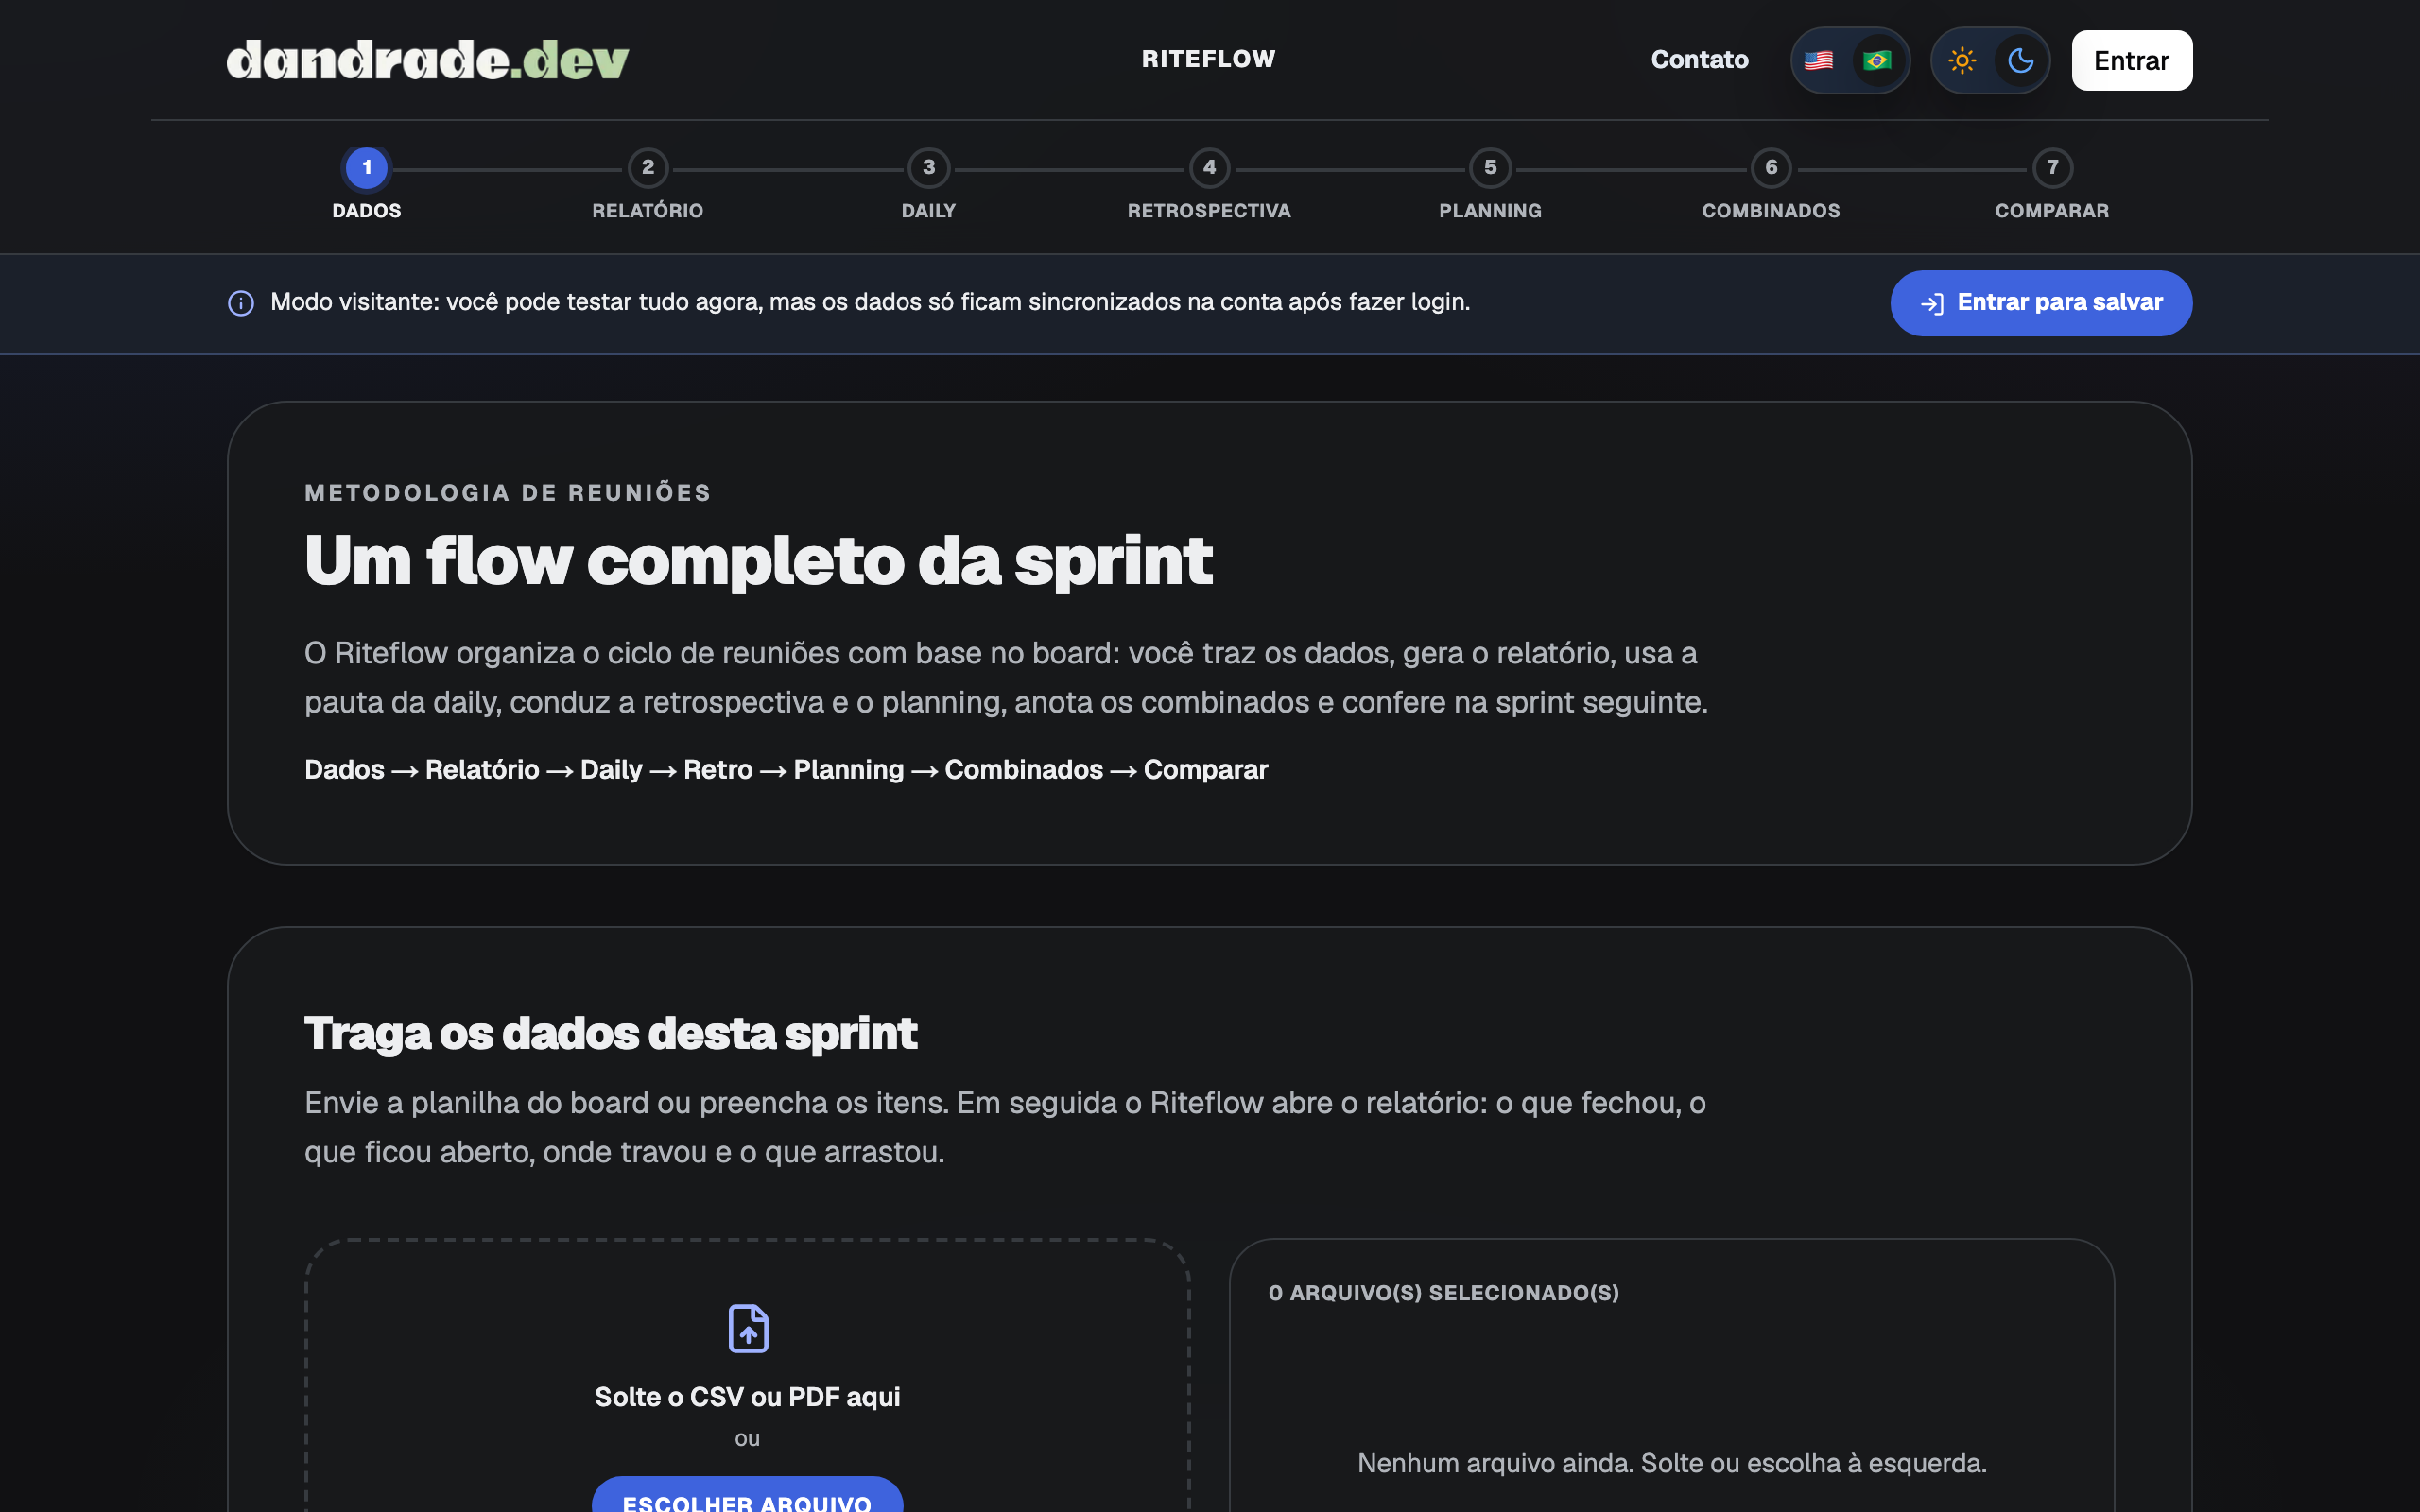 dandrade.dev
RITEFLOW
Contato
Entrar
1
DADOS
2
RELATÓRIO
3
DAILY
4
RETROSPECTIVA
5
PLANNING
6
COMBINADOS
7
COMPARAR
Modo visitante: você pode testar tudo agora, mas os dados só ficam sincronizados na conta após fazer login.
Entrar para salvar
METODOLOGIA DE REUNIÕES
Um flow completo da sprint
O Riteflow organiza o ciclo de reuniões com base no board: você traz os dados, gera o relatório, usa a
pauta da daily, conduz a retrospectiva e o planning, anota os combinados e confere na sprint seguinte.
Dados → Relatório → Daily → Retro → Planning → Combinados → Comparar
Traga os dados desta sprint
Envie a planilha do board ou preencha os itens. Em seguida o Riteflow abre o relatório: o que fechou, o
que ficou aberto, onde travou e o que arrastou.
Solte o CSV ou PDF aqui
ou
ESCOLHER ARQUIVO
0 ARQUIVO(S) SELECIONADO(S)
Nenhum arquivo ainda. Solte ou escolha à esquerda.